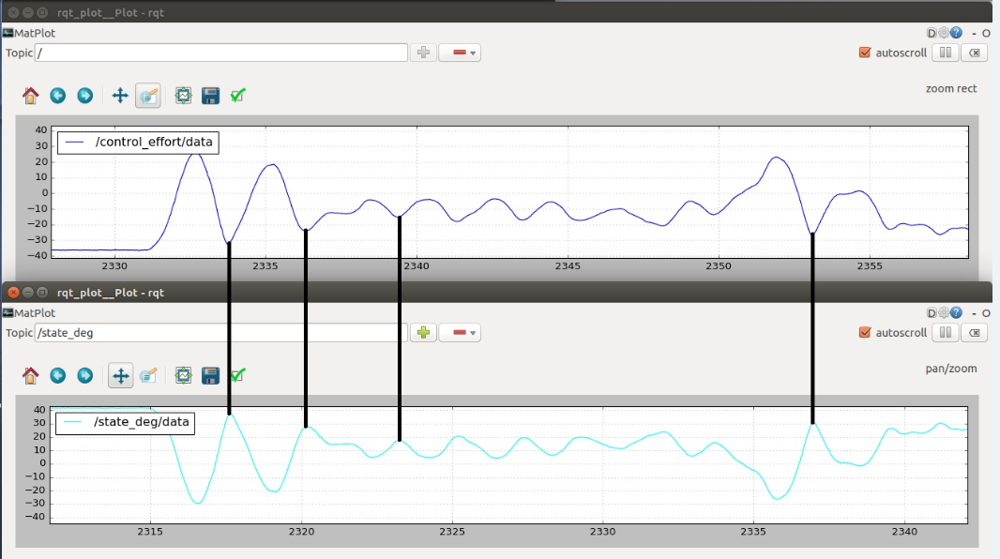 rqt_plot__Plot - rqt
MatPlot D ? - O
Topic / autoscroll
zoom rect
40
30
20
10
0
−10
−20
−30
−40
/control_effort/data
2330 2335 2340 2345 2350 2355
rqt_plot__Plot - rqt
MatPlot D ? - O
Topic /state_deg autoscroll
pan/zoom
40
30
20
10
0
−10
−20
−30
−40
/state_deg/data
2315 2320 2325 2330 2335 2340